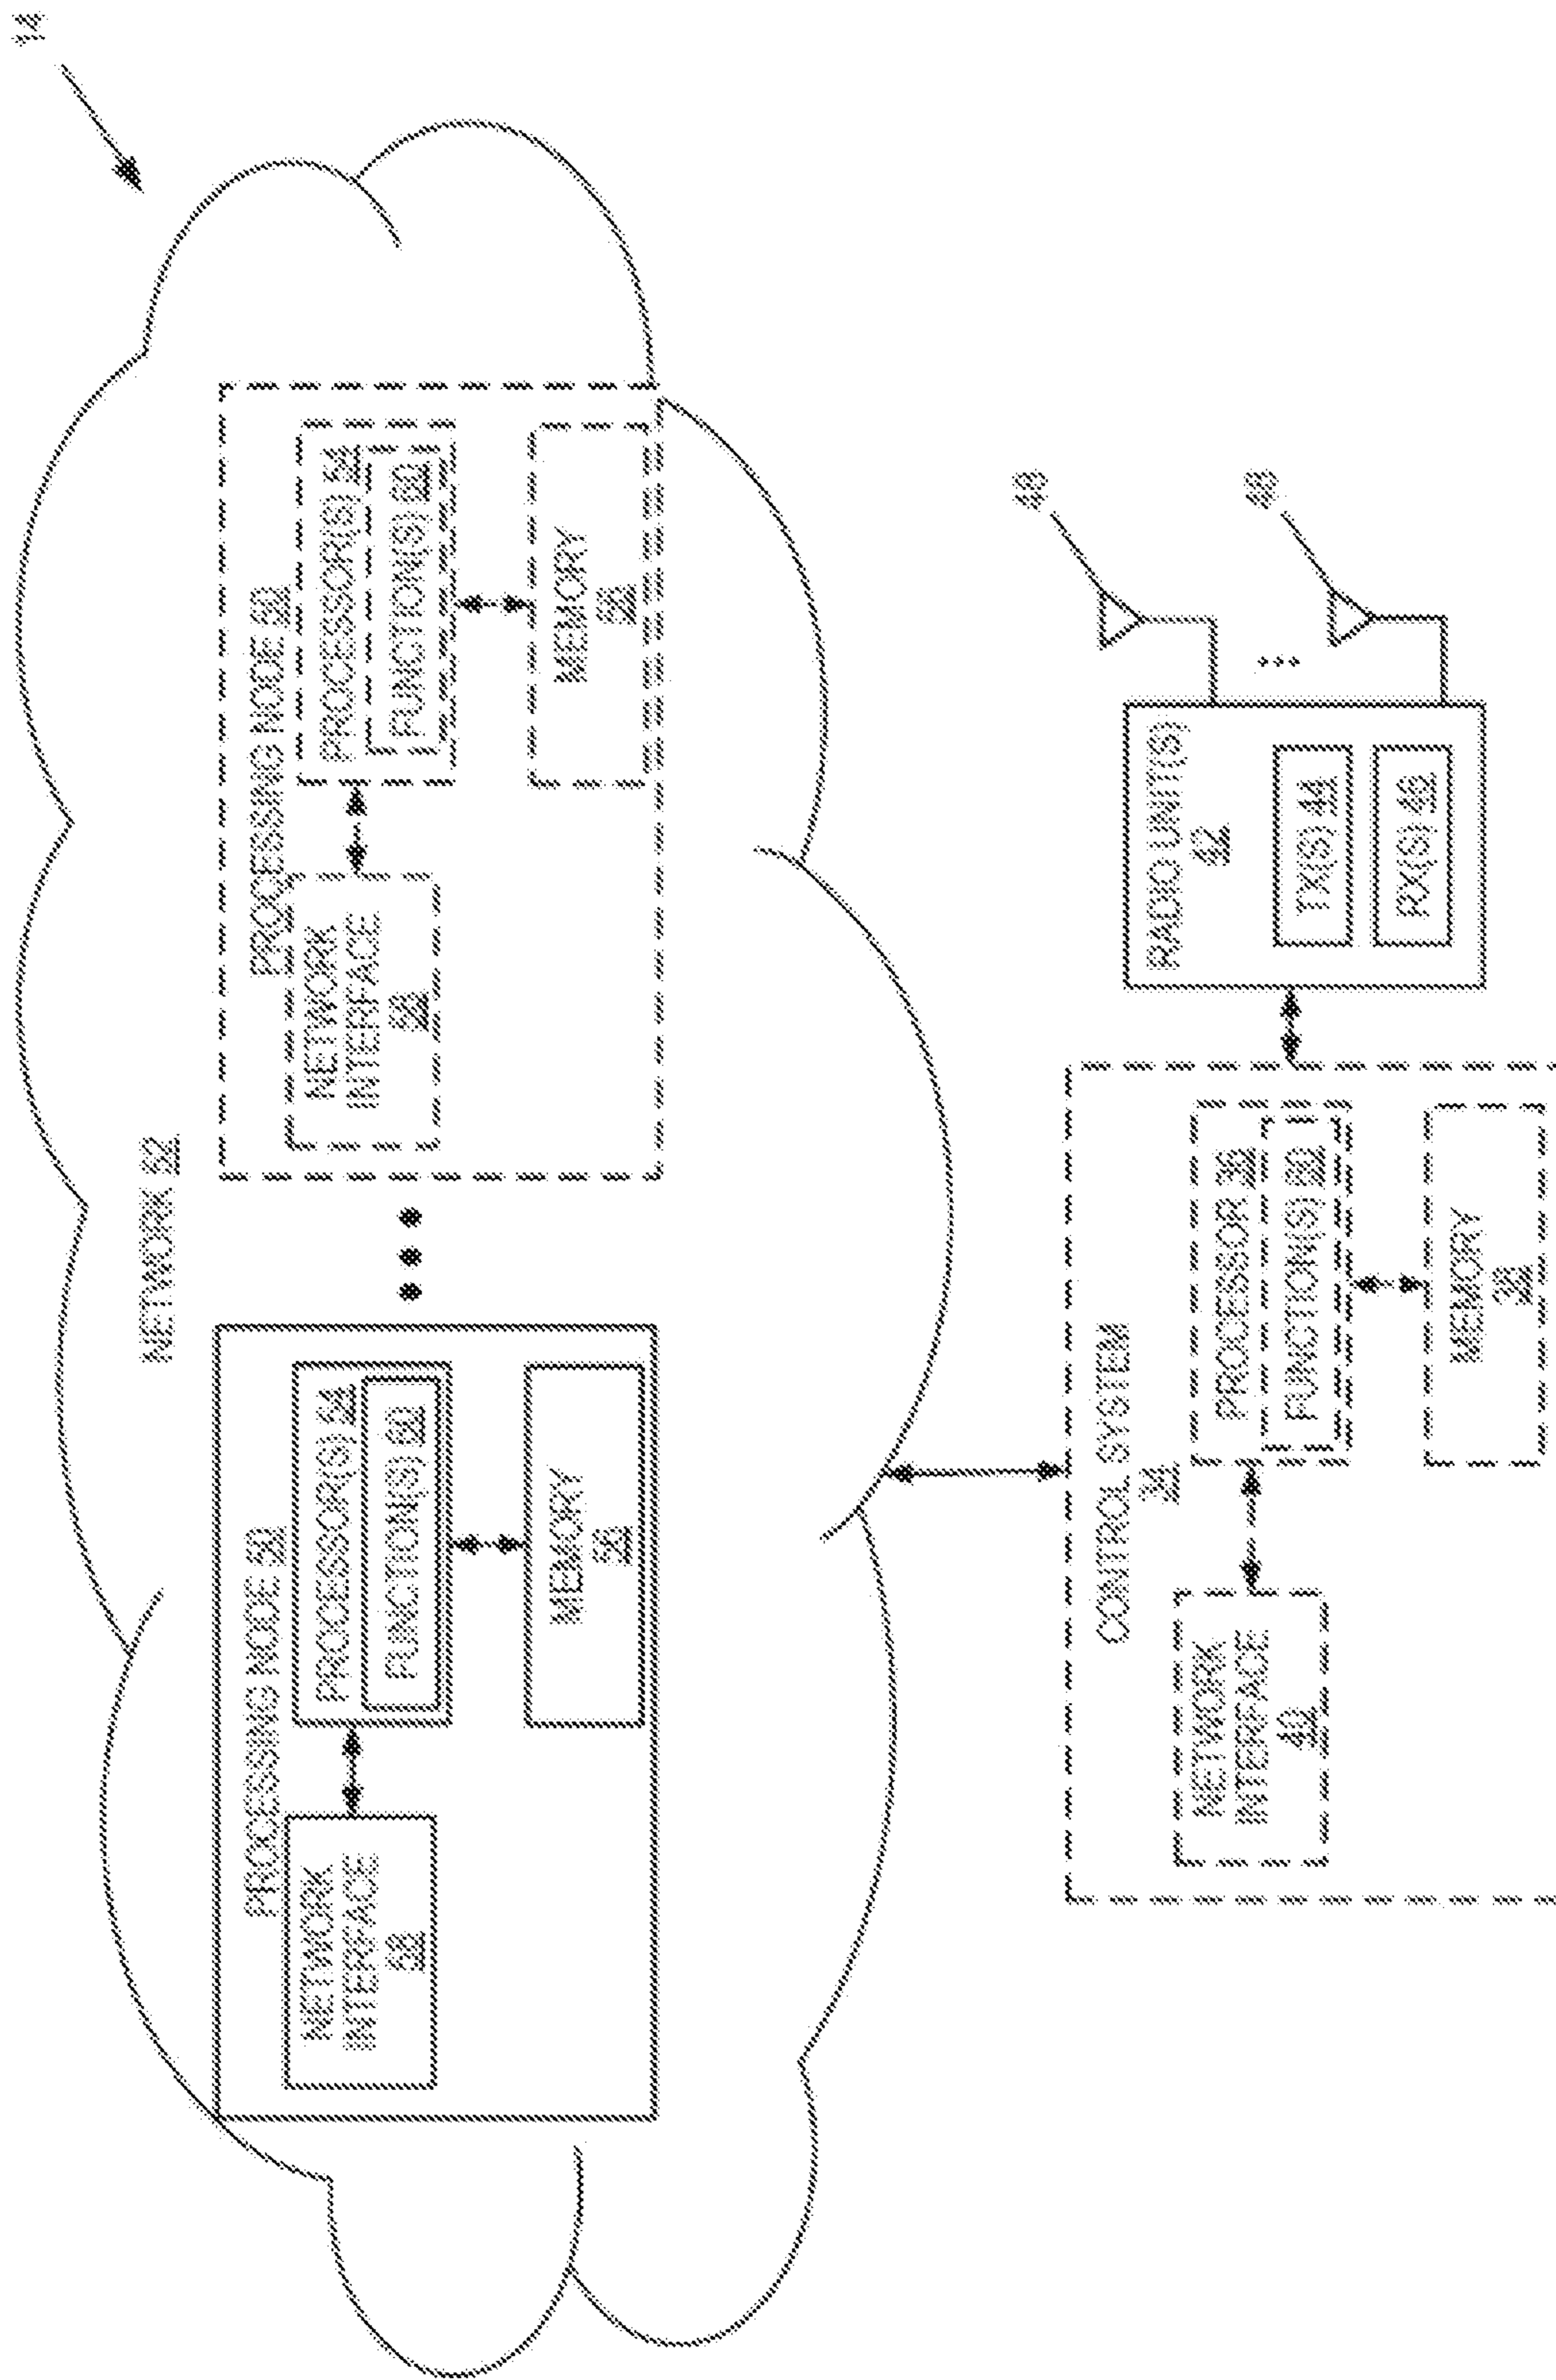 14
NETWORK 52
PROCESSING NODE 50
NETWORK
INTERFACE
58
PROCESSOR(S) 54
FUNCTION(S) 60
MEMORY
56
PROCESSING NODE 50
NETWORK
INTERFACE
58
PROCESSOR(S) 54
FUNCTION(S) 60
MEMORY
56
CONTROL SYSTEM
34
NETWORK
INTERFACE
40
PROCESSOR 36
FUNCTION(S) 60
MEMORY
38
RADIO UNIT(S)
42
TX(S) 44
RX(S) 46
48
...
48